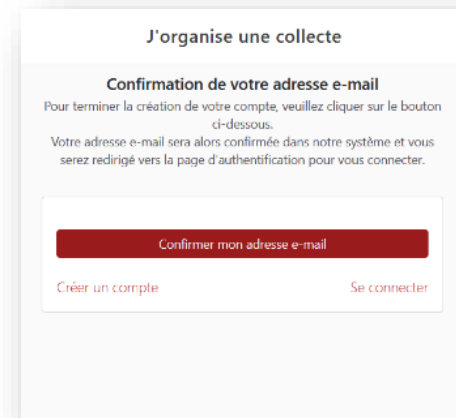 J'organise une collecte
Confirmation de votre adresse e-mail
Pour terminer la création de votre compte, veuillez cliquer sur le bouton
ci-dessous.
Votre adresse e-mail sera alors confirmée dans notre système et vous
serez redirigé vers la page d'authentification pour vous connecter.
Confirmer mon adresse e-mail
Créer un compte
Se connecter